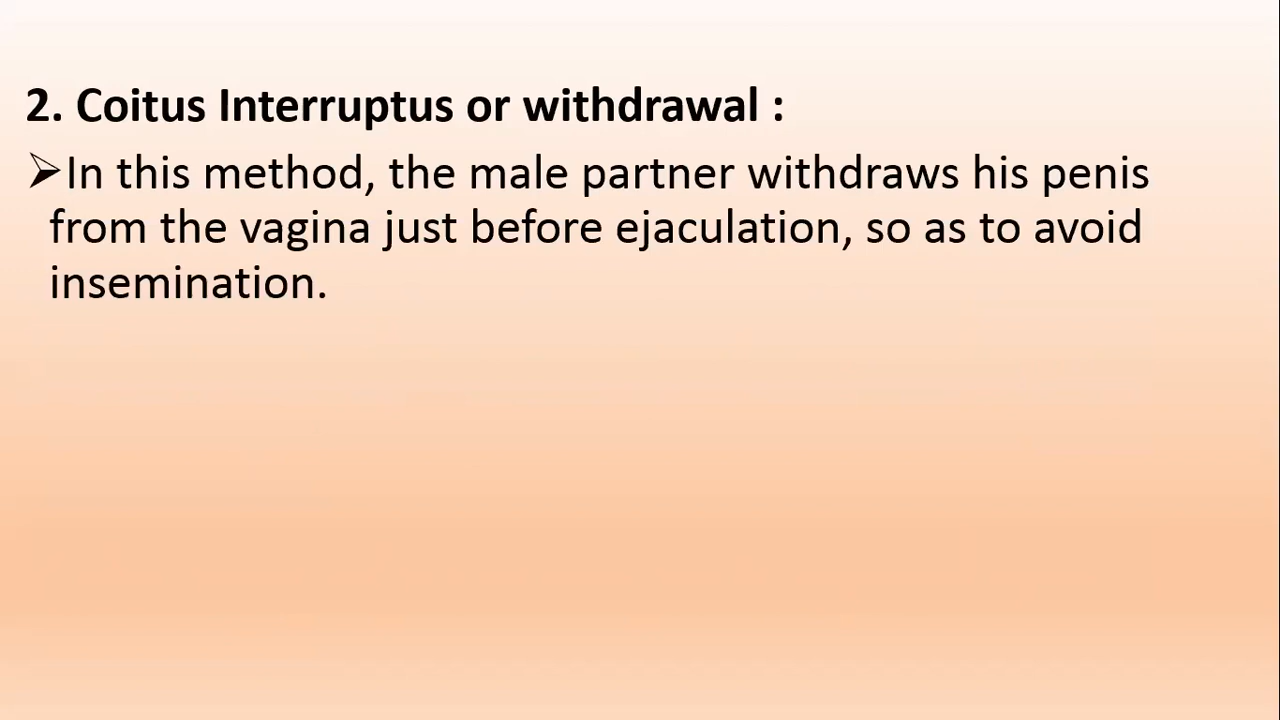 2. Coitus Interruptus or withdrawal :
➢In this method, the male partner withdraws his penis
from the vagina just before ejaculation, so as to avoid
insemination.